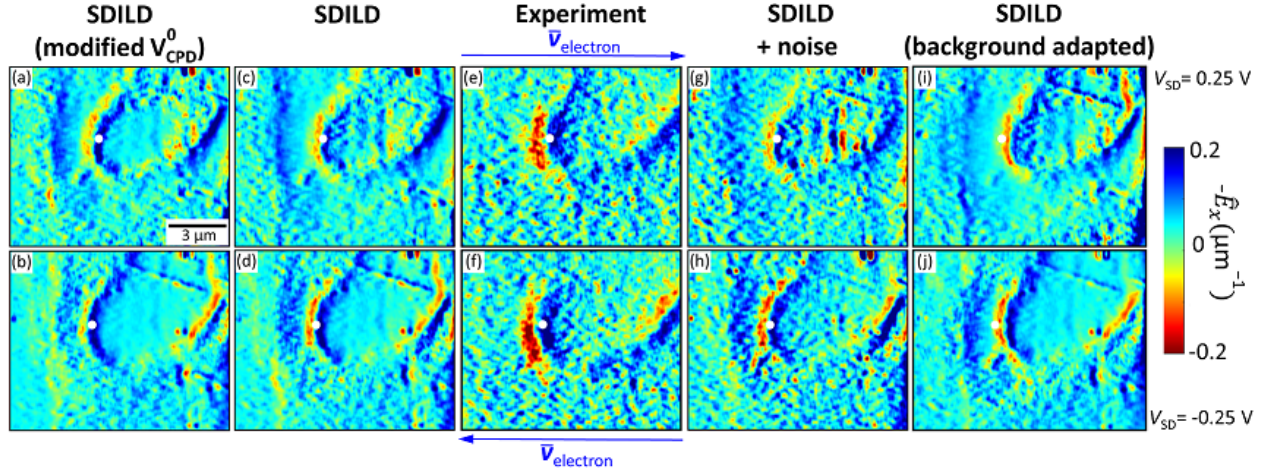 SDILD
(modified V⁰CPD)
SDILD
Experiment
v̄electron
SDILD
+ noise
SDILD
(background adapted)
(a)
(c)
(e)
(g)
(i)
VSD= 0.25 V
3 µm
0.2
0
-0.2
-Êx(µm⁻¹)
(b)
(d)
(f)
(h)
(j)
VSD= -0.25 V
v̄electron